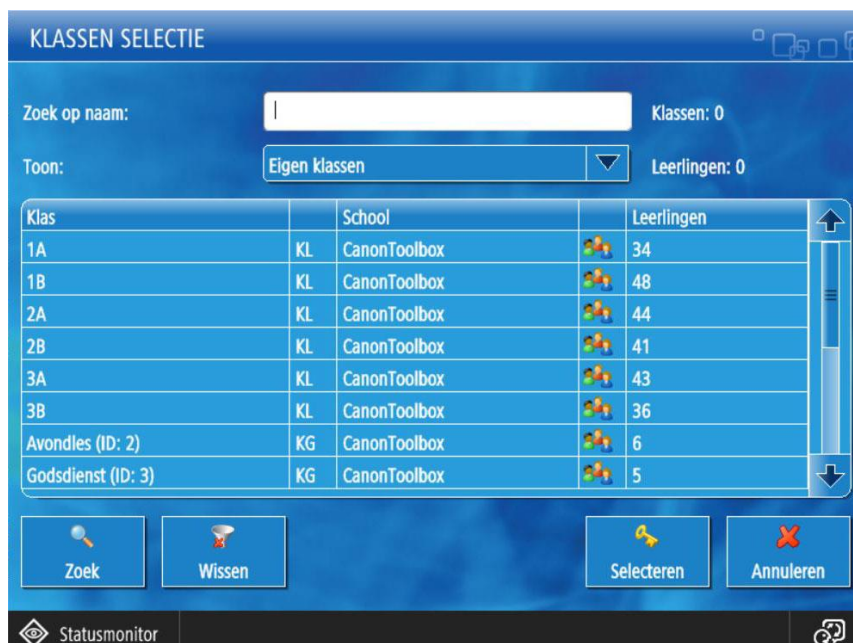 KLASSEN SELECTIE
Zoek op naam:
Klassen: 0
Toon: Eigen klassen
Leerlingen: 0
Klas School Leerlingen
1A KL CanonToolbox 34
1B KL CanonToolbox 48
2A KL CanonToolbox 44
2B KL CanonToolbox 41
3A KL CanonToolbox 43
3B KL CanonToolbox 36
Avondles (ID: 2) KG CanonToolbox 6
Godsdienst (ID: 3) KG CanonToolbox 5
Zoek Wissen Selecteren Annuleren
Statusmonitor